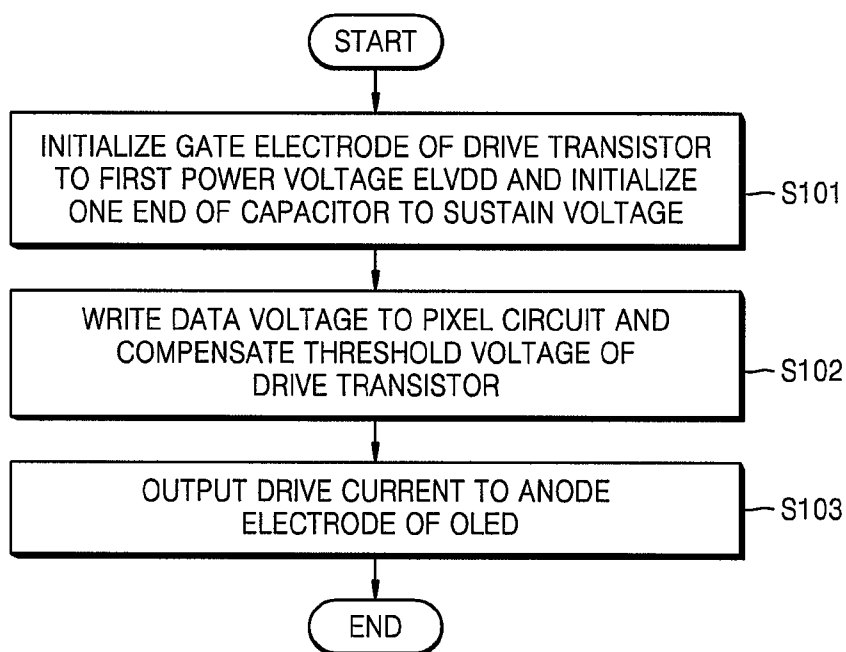 START
INITIALIZE GATE ELECTRODE OF DRIVE TRANSISTOR
TO FIRST POWER VOLTAGE ELVDD AND INITIALIZE
ONE END OF CAPACITOR TO SUSTAIN VOLTAGE
S101
WRITE DATA VOLTAGE TO PIXEL CIRCUIT AND
COMPENSATE THRESHOLD VOLTAGE OF
DRIVE TRANSISTOR
S102
OUTPUT DRIVE CURRENT TO ANODE
ELECTRODE OF OLED
S103
END